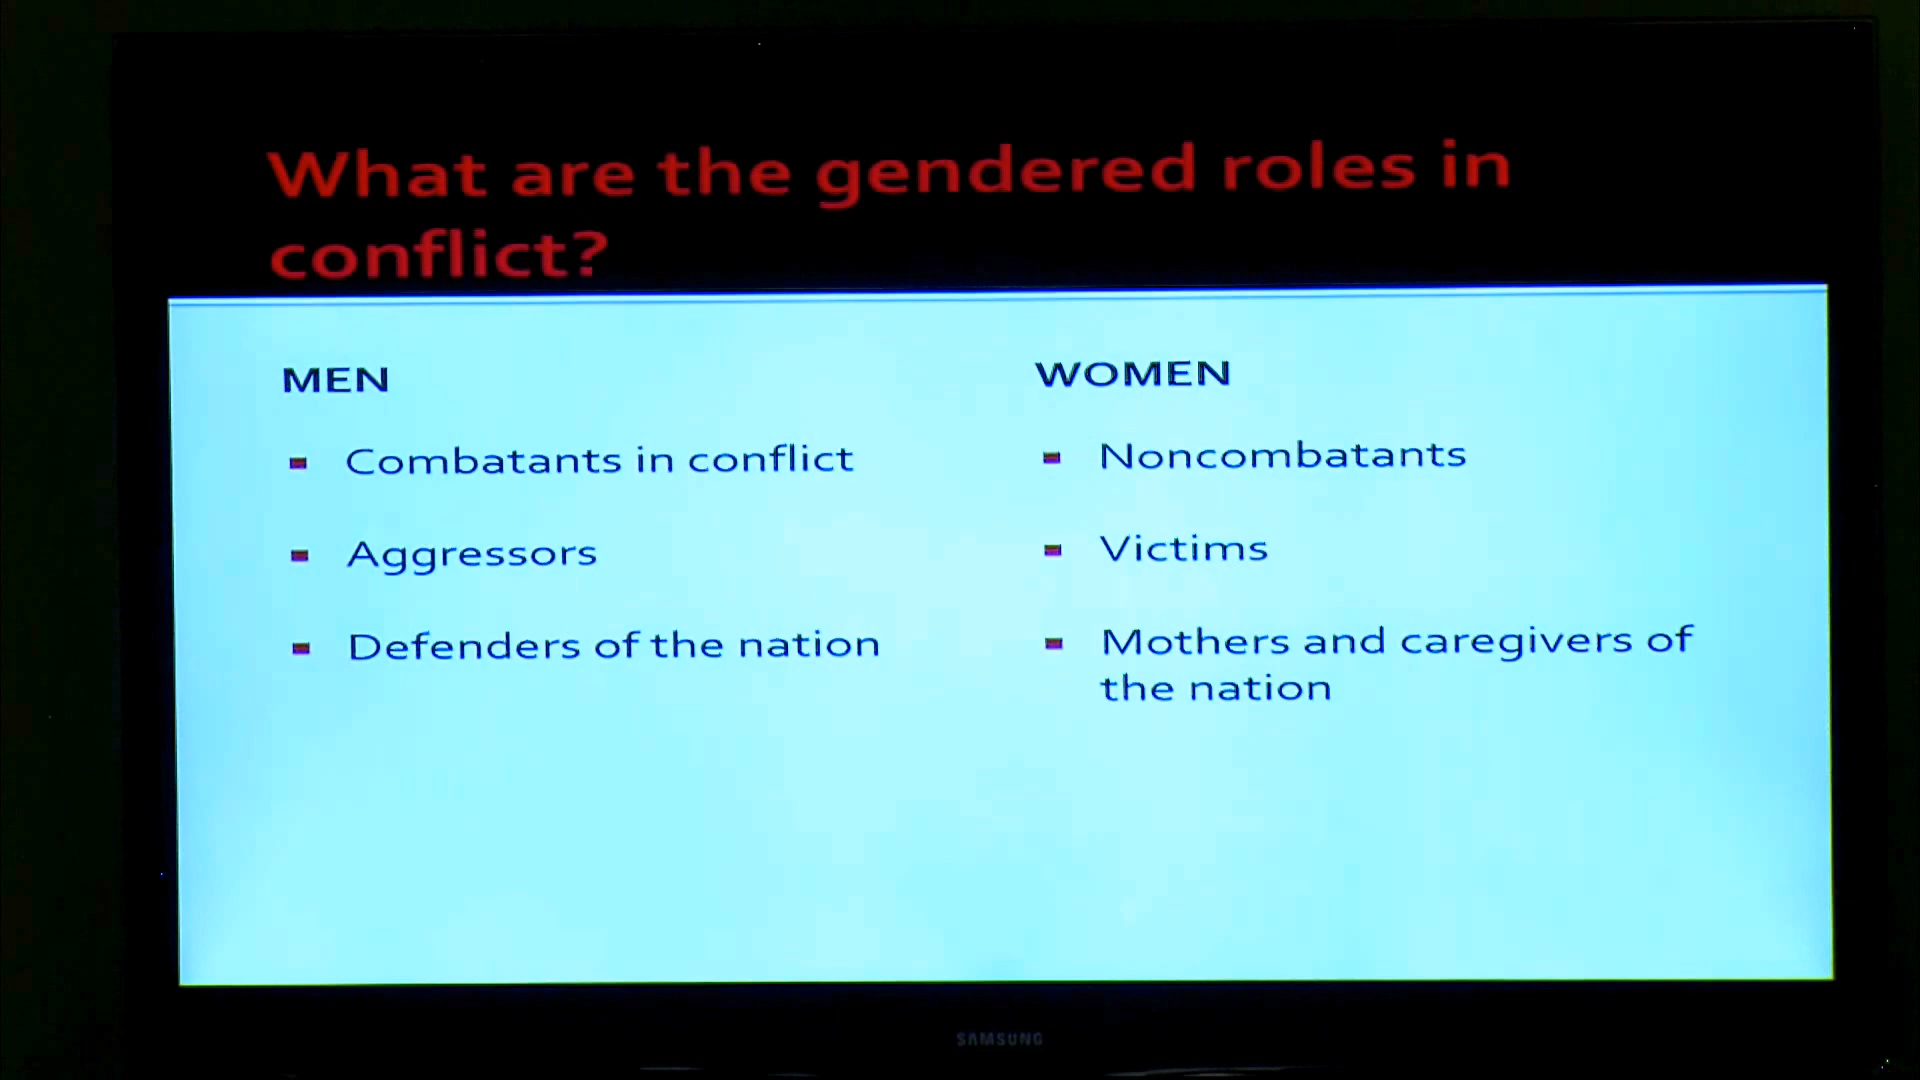 What are the gendered roles in
conflict?
MEN
Combatants in conflict
Aggressors
Defenders of the nation
WOMEN
Noncombatants
Victims
Mothers and caregivers of
the nation
SAMSUNG